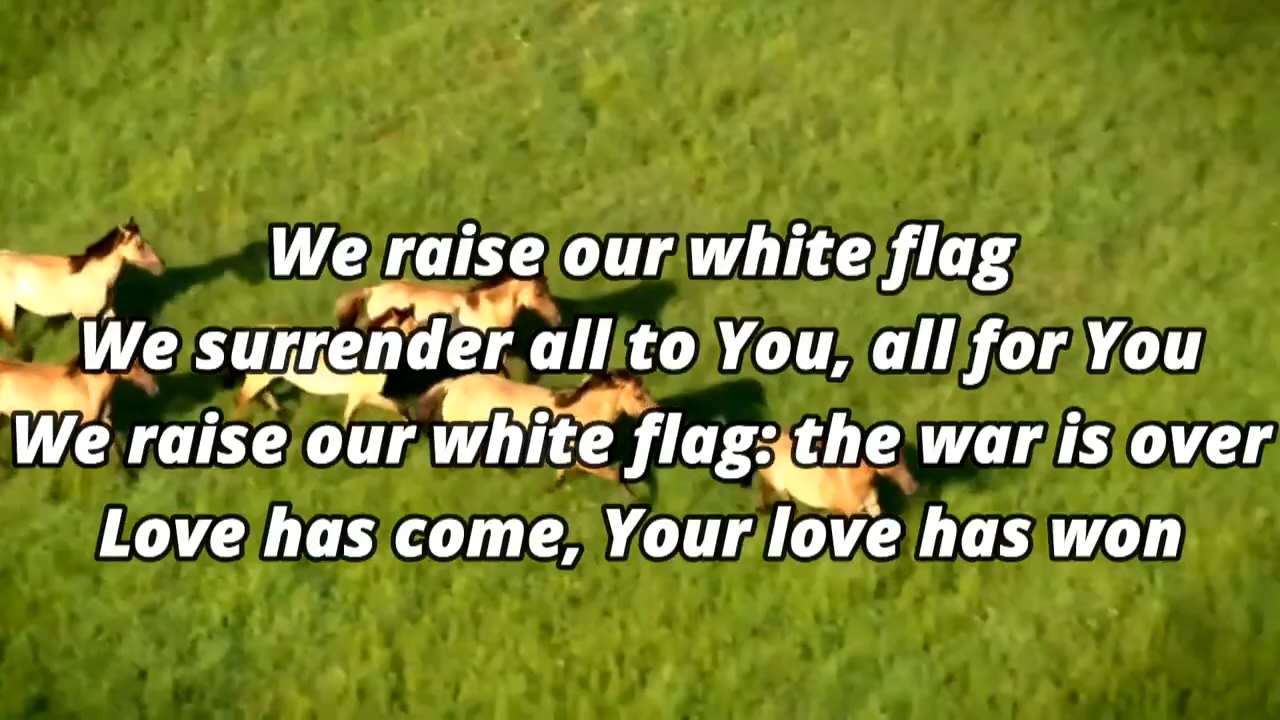 We raise our white flag
We surrender all to You, all for You
We raise our white flag: the war is over
Love has come, Your love has won